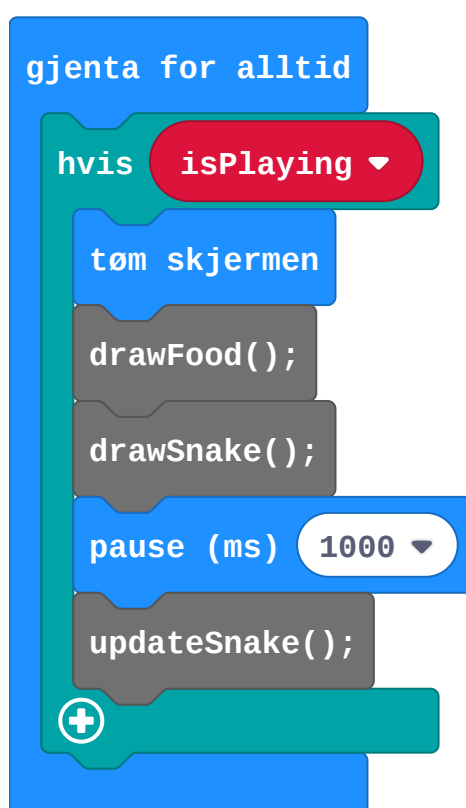 gjenta for alltid
hvis isPlaying
tøm skjermen
drawFood();
drawSnake();
pause (ms) 1000
updateSnake();